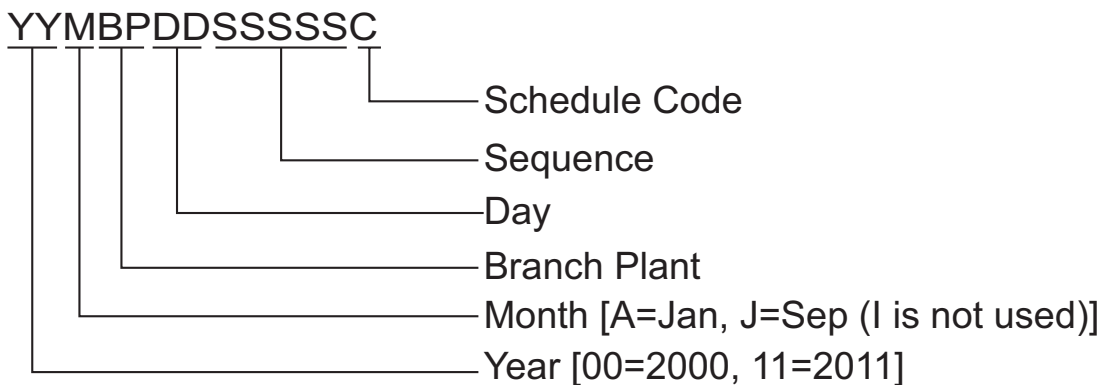 YYMBPDDSSSSSC
Schedule Code
Sequence
Day
Branch Plant
Month [A=Jan, J=Sep (I is not used)]
Year [00=2000, 11=2011]